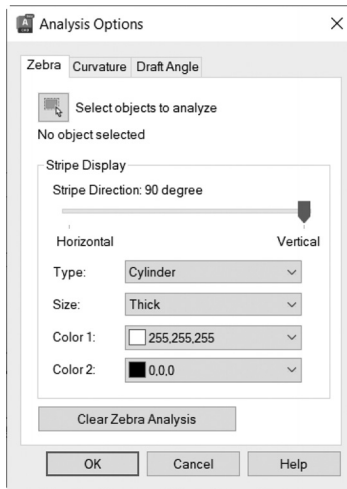 Analysis Options
Zebra Curvature Draft Angle
Select objects to analyze
No object selected
Stripe Display
Stripe Direction: 90 degree
Horizontal Vertical
Type: Cylinder
Size: Thick
Color 1: 255,255,255
Color 2: 0,0,0
Clear Zebra Analysis
OK Cancel Help